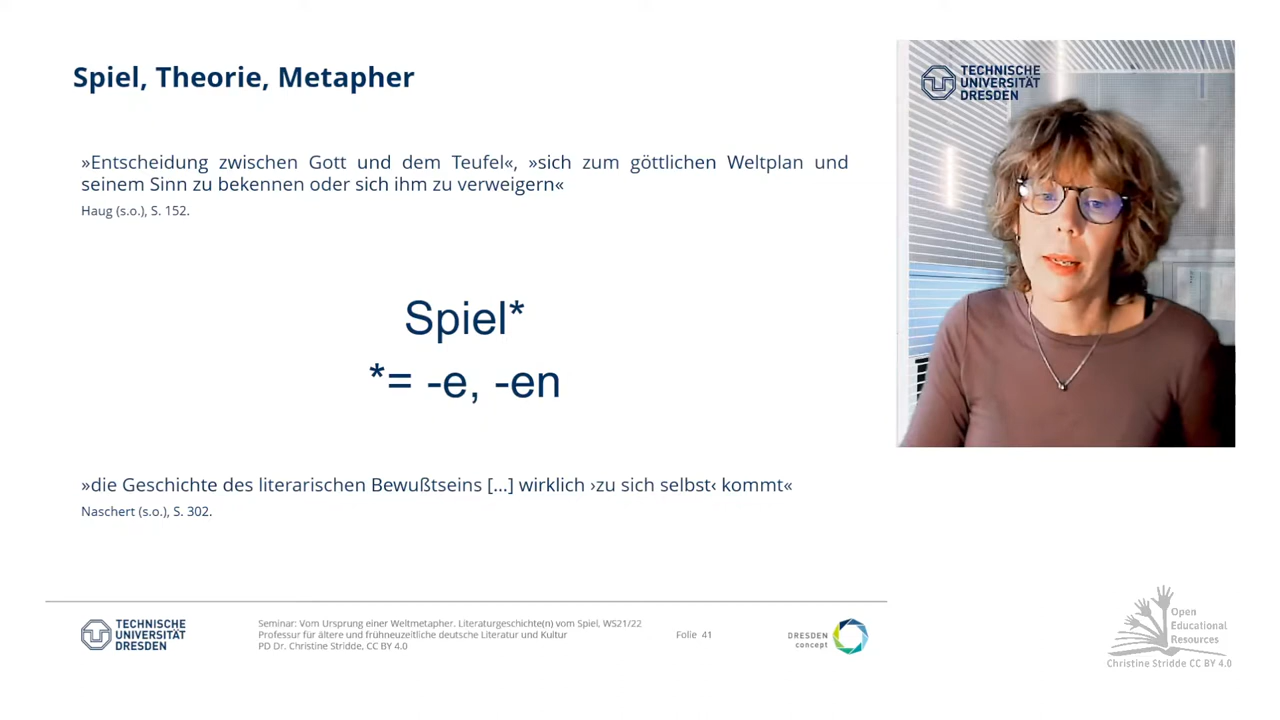 Spiel, Theorie, Metapher
»Entscheidung zwischen Gott und dem Teufel«, »sich zum göttlichen Weltplan und
seinem Sinn zu bekennen oder sich ihm zu verweigern«
Haug (s.o.), S. 152.
Spiel*
*= -e, -en
»die Geschichte des literarischen Bewußtseins [...] wirklich ›zu sich selbst‹ kommt«
Naschert (s.o.), S. 302.
TECHNISCHE
UNIVERSITÄT
DRESDEN
Seminar: Vom Ursprung einer Weltmetapher. Literaturgeschichte(n) vom Spiel, WS21/22
Professur für ältere und frühneuzeitliche deutsche Literatur und Kultur
PD Dr. Christine Stridde, CC BY 4.0
Folie 41
DRESDEN
concept
TECHNISCHE
UNIVERSITÄT
DRESDEN
Open
Educational
Resources
Christine Stridde CC BY 4.0